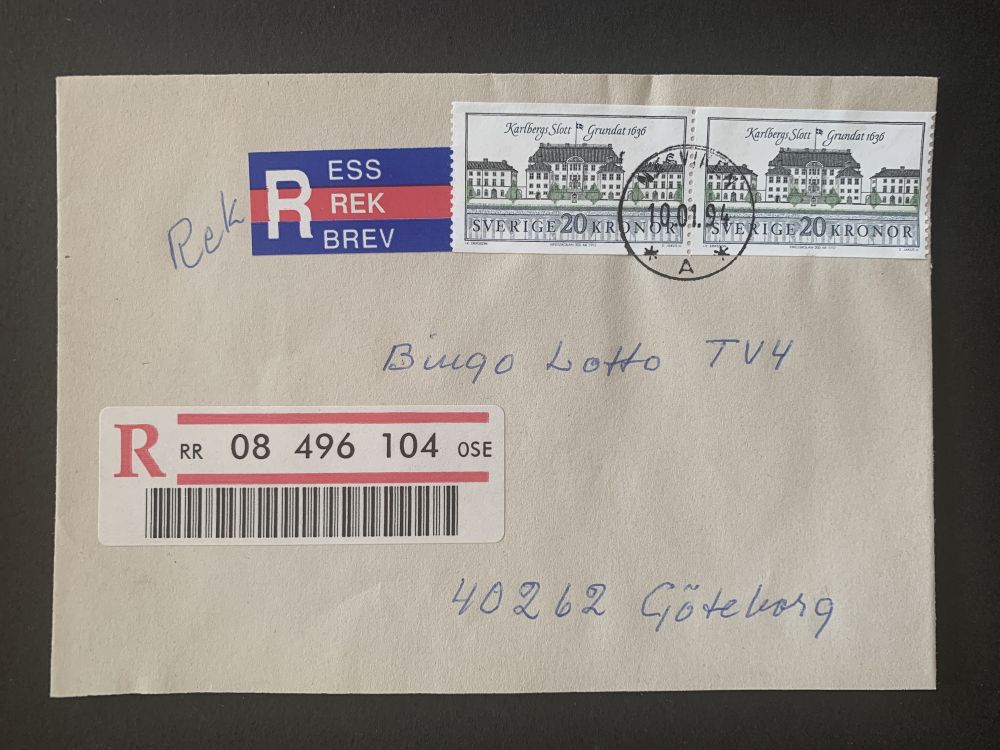 Rek
R
ESS
REK
BREV
Karlbergs Slott Grundat 1636
SVERIGE 20 KRONOR
Karlbergs Slott Grundat 1636
SVERIGE 20 KRONOR
10.01.94
* A *
Bingo Lotto TV4
R RR 08 496 104 0SE
40262 Göteborg